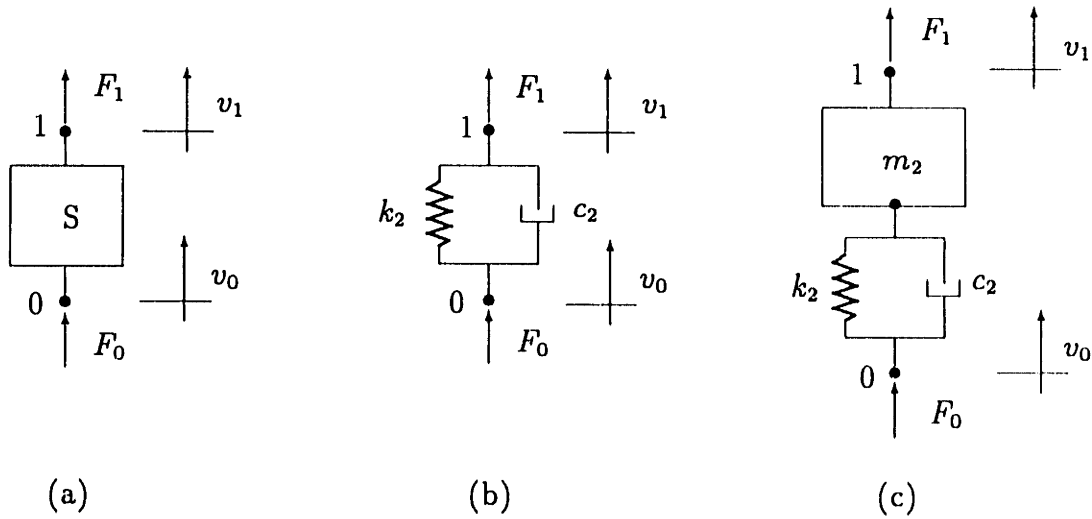 F₁
v₁
1
S
v₀
0
F₀
(a)
F₁
v₁
1
k₂
c₂
v₀
0
F₀
(b)
F₁
v₁
1
m₂
k₂
c₂
v₀
0
F₀
(c)